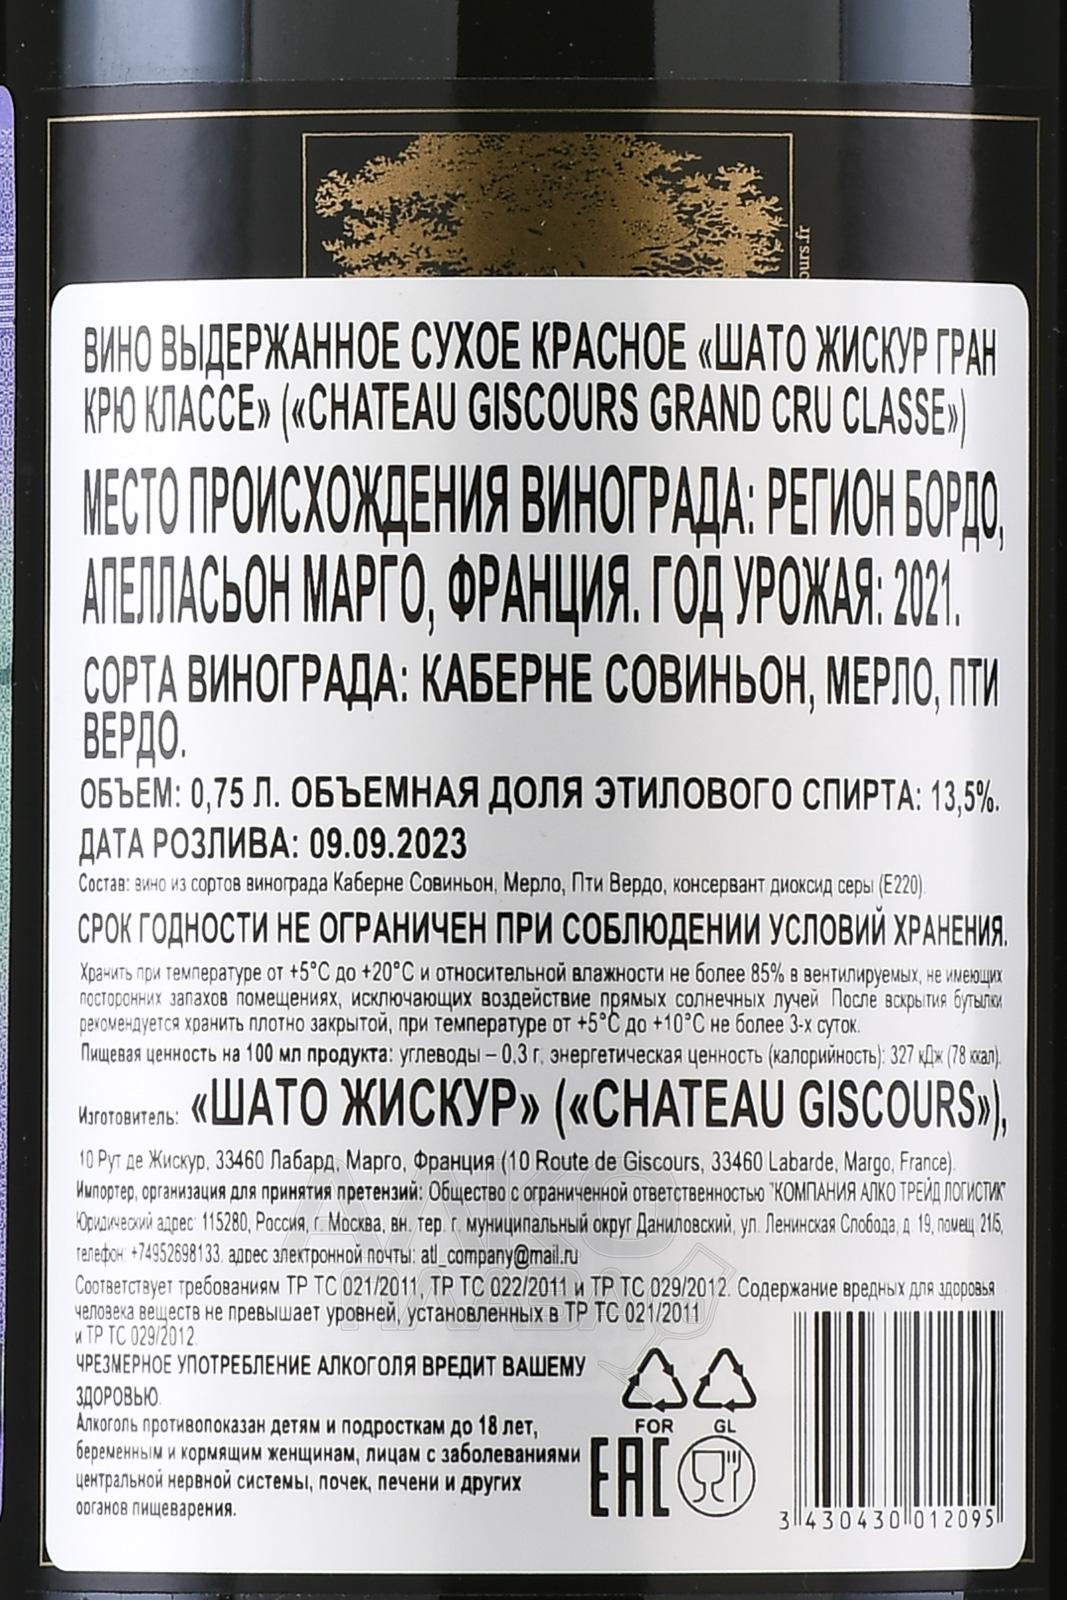 ours.fr
ВИНО ВЫДЕРЖАННОЕ СУХОЕ КРАСНОЕ «ШАТО ЖИСКУР ГРАН
КРЮ КЛАССЕ» («CHATEAU GISCOURS GRAND CRU CLASSE»)
МЕСТО ПРОИСХОЖДЕНИЯ ВИНОГРАДА: РЕГИОН БОРДО,
АПЕЛЛАСЬОН МАРГО, ФРАНЦИЯ. ГОД УРОЖАЯ: 2021.
СОРТА ВИНОГРАДА: КАБЕРНЕ СОВИНЬОН, МЕРЛО, ПТИ
ВЕРДО.
ОБЪЕМ: 0,75 Л. ОБЪЕМНАЯ ДОЛЯ ЭТИЛОВОГО СПИРТА: 13,5%.
ДАТА РОЗЛИВА: 09.09.2023
Состав: вино из сортов винограда Каберне Совиньон, Мерло, Пти Вердо, консервант диоксид серы (Е220).
СРОК ГОДНОСТИ НЕ ОГРАНИЧЕН ПРИ СОБЛЮДЕНИИ УСЛОВИЙ ХРАНЕНИЯ.
Хранить при температуре от +5°С до +20°С и относительной влажности не более 85% в вентилируемых, не имеющих
посторонних запахов помещениях, исключающих воздействие прямых солнечных лучей. После вскрытия бутылки
рекомендуется хранить плотно закрытой, при температуре от +5°С до +10°С не более 3-х суток.
Пищевая ценность на 100 мл продукта: углеводы – 0,3 г, энергетическая ценность (калорийность): 327 кДж (78 ккал).
Изготовитель: «ШАТО ЖИСКУР» («CHATEAU GISCOURS»),
10 Рут де Жискур, 33460 Лабард, Марго, Франция (10 Route de Giscours, 33460 Labarde, Margo, France).
Импортер, организация для принятия претензий: Общество с ограниченной ответственностью "КОМПАНИЯ АЛКО ТРЕЙД ЛОГИСТИК"
Юридический адрес: 115280, Россия, г. Москва, вн. тер. г. муниципальный округ Даниловский, ул. Ленинская Слобода, д. 19, помещ. 21/5,
телефон: +74952698133, адрес электронной почты: atl_company@mail.ru
Соответствует требованиям ТР ТС 021/2011, ТР ТС 022/2011 и ТР ТС 029/2012. Содержание вредных для здоровья
человека веществ не превышает уровней, установленных в ТР ТС 021/2011
и ТР ТС 029/2012.
ЧРЕЗМЕРНОЕ УПОТРЕБЛЕНИЕ АЛКОГОЛЯ ВРЕДИТ ВАШЕМУ
ЗДОРОВЬЮ.
Алкоголь противопоказан детям и подросткам до 18 лет,
беременным и кормящим женщинам, лицам с заболеваниями
центральной нервной системы, почек, печени и других
органов пищеварения.
FOR GL
EAC
3 430430 012095